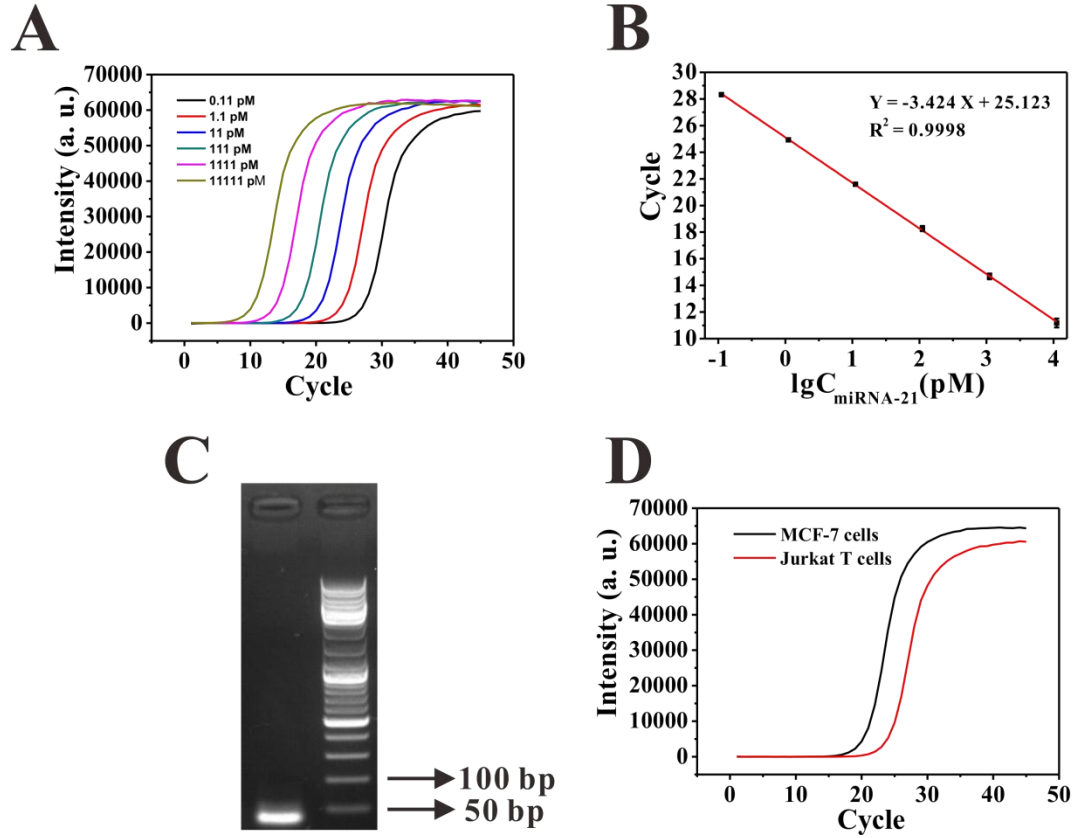 A
70000
60000
50000
40000
30000
20000
10000
0
Intensity (a. u.)
0.11 pM
1.1 pM
11 pM
111 pM
1111 pM
11111 pM
0
10
20
30
40
50
Cycle
B
30
28
26
24
22
20
18
16
14
12
10
Cycle
Y = -3.424 X + 25.123
R² = 0.9998
-1
0
1
2
3
4
lgC miRNA-21 (pM)
C
100 bp
50 bp
D
70000
60000
50000
40000
30000
20000
10000
0
Intensity (a. u.)
MCF-7 cells
Jurkat T cells
0
10
20
30
40
50
Cycle